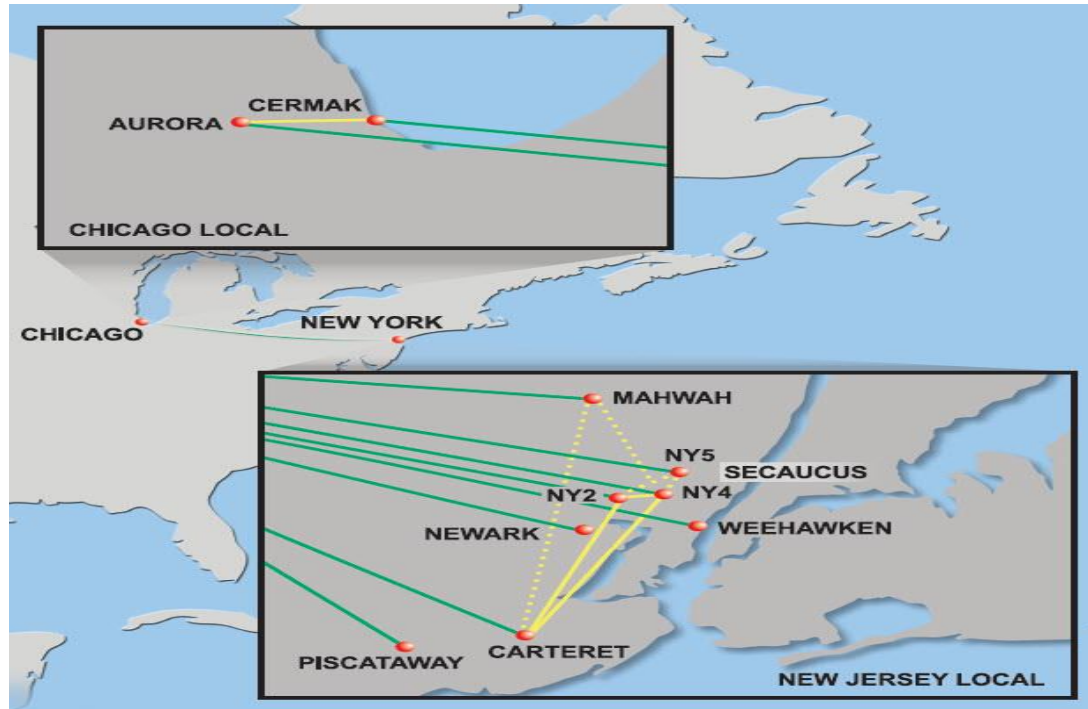 CERMAK
AURORA
CHICAGO LOCAL
NEW YORK
CHICAGO
MAHWAH
NY5
SECAUCUS
NY2
NY4
NEWARK
WEEHAWKEN
CARTERET
PISCATAWAY
NEW JERSEY LOCAL